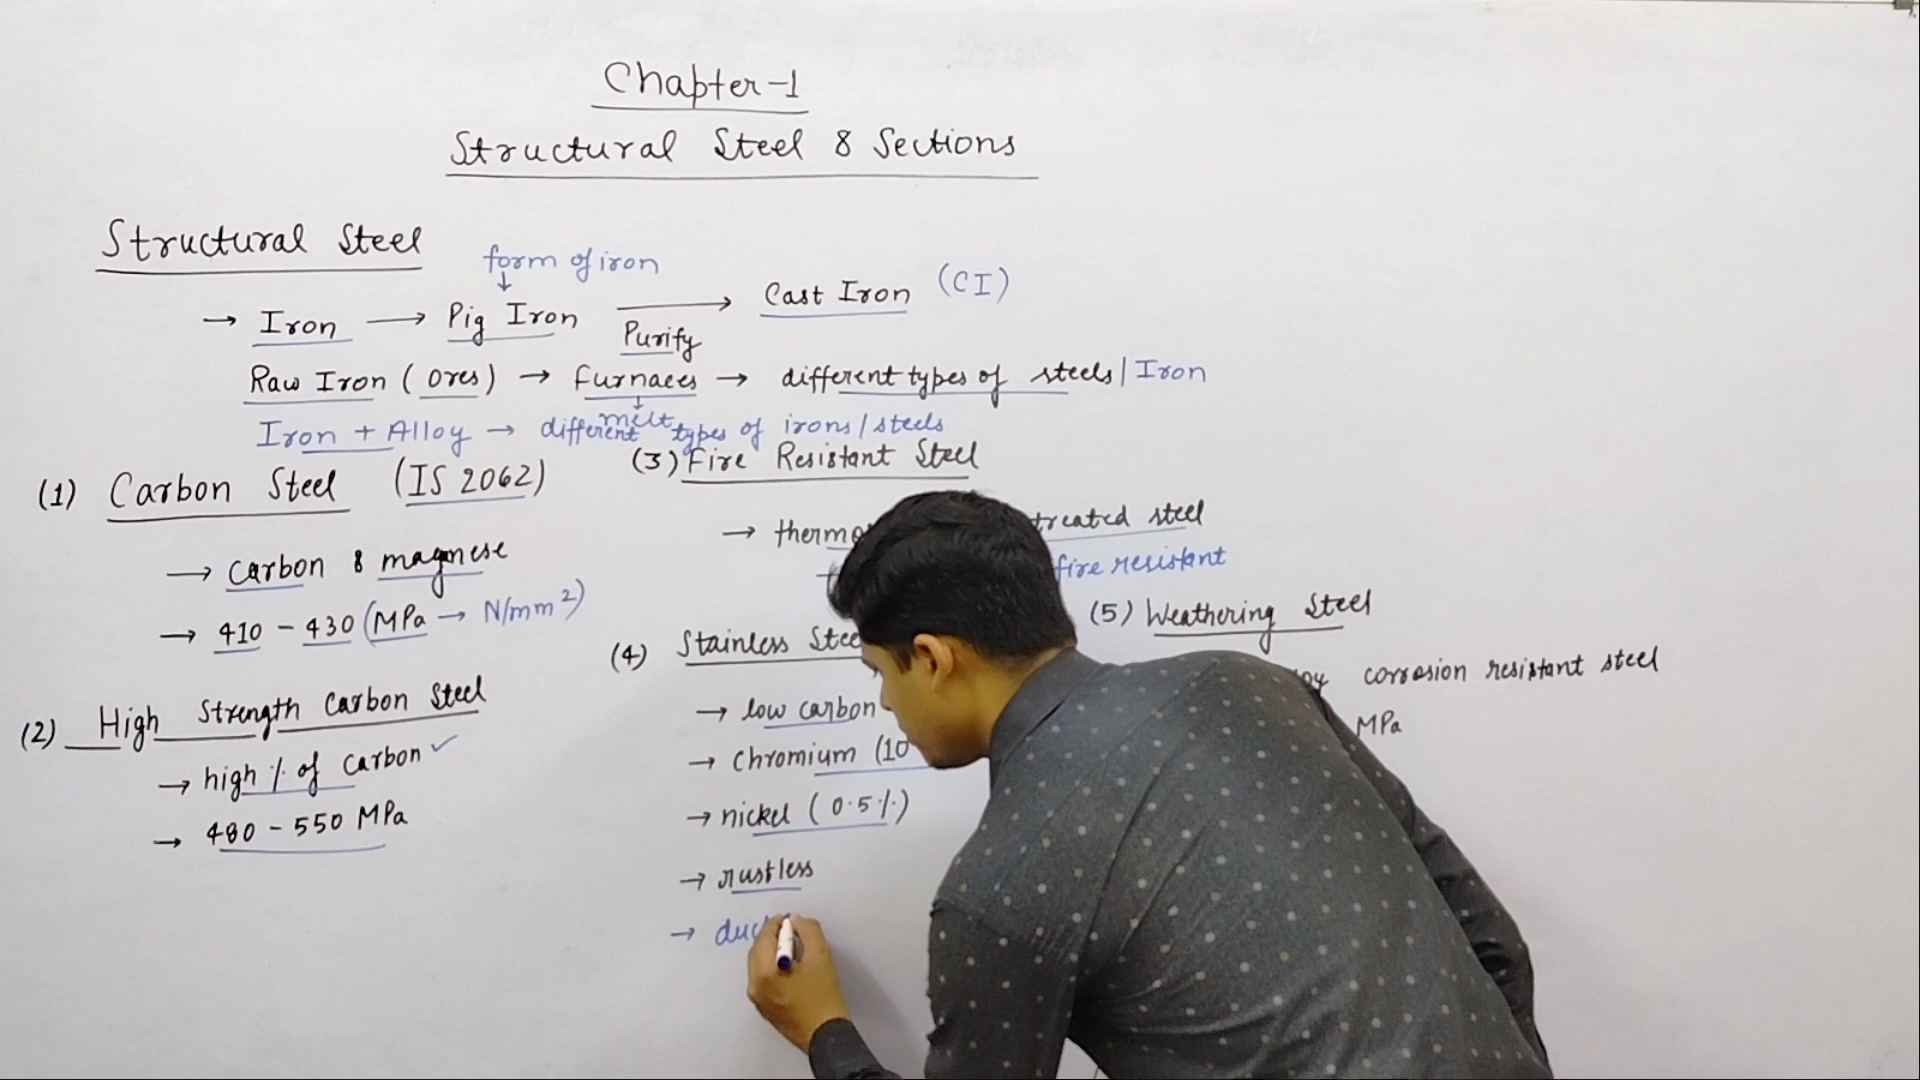 Chapter-1
Structural Steel & Sections
Structural Steel
form of iron
→ Iron → Pig Iron → Cast Iron (CI)
Purify
Raw Iron (Ores) → Furnaces → different types of steels / Iron
melt
Iron + Alloy → different types of irons / steels
(1) Carbon Steel (IS 2062)
→ carbon & magnese
→ 410 - 430 (MPa → N/mm²)
(2) High Strength Carbon Steel
→ high % of carbon ✓
→ 480 - 550 MPa
(3) Fire Resistant Steel
→ treated steel
fire resistant
(4) Stainless
→ low carbon
→ chromium (10
→ nickel (0.5%)
→ rustless
→
(5) Weathering Steel
corrosion resistant steel
MPa